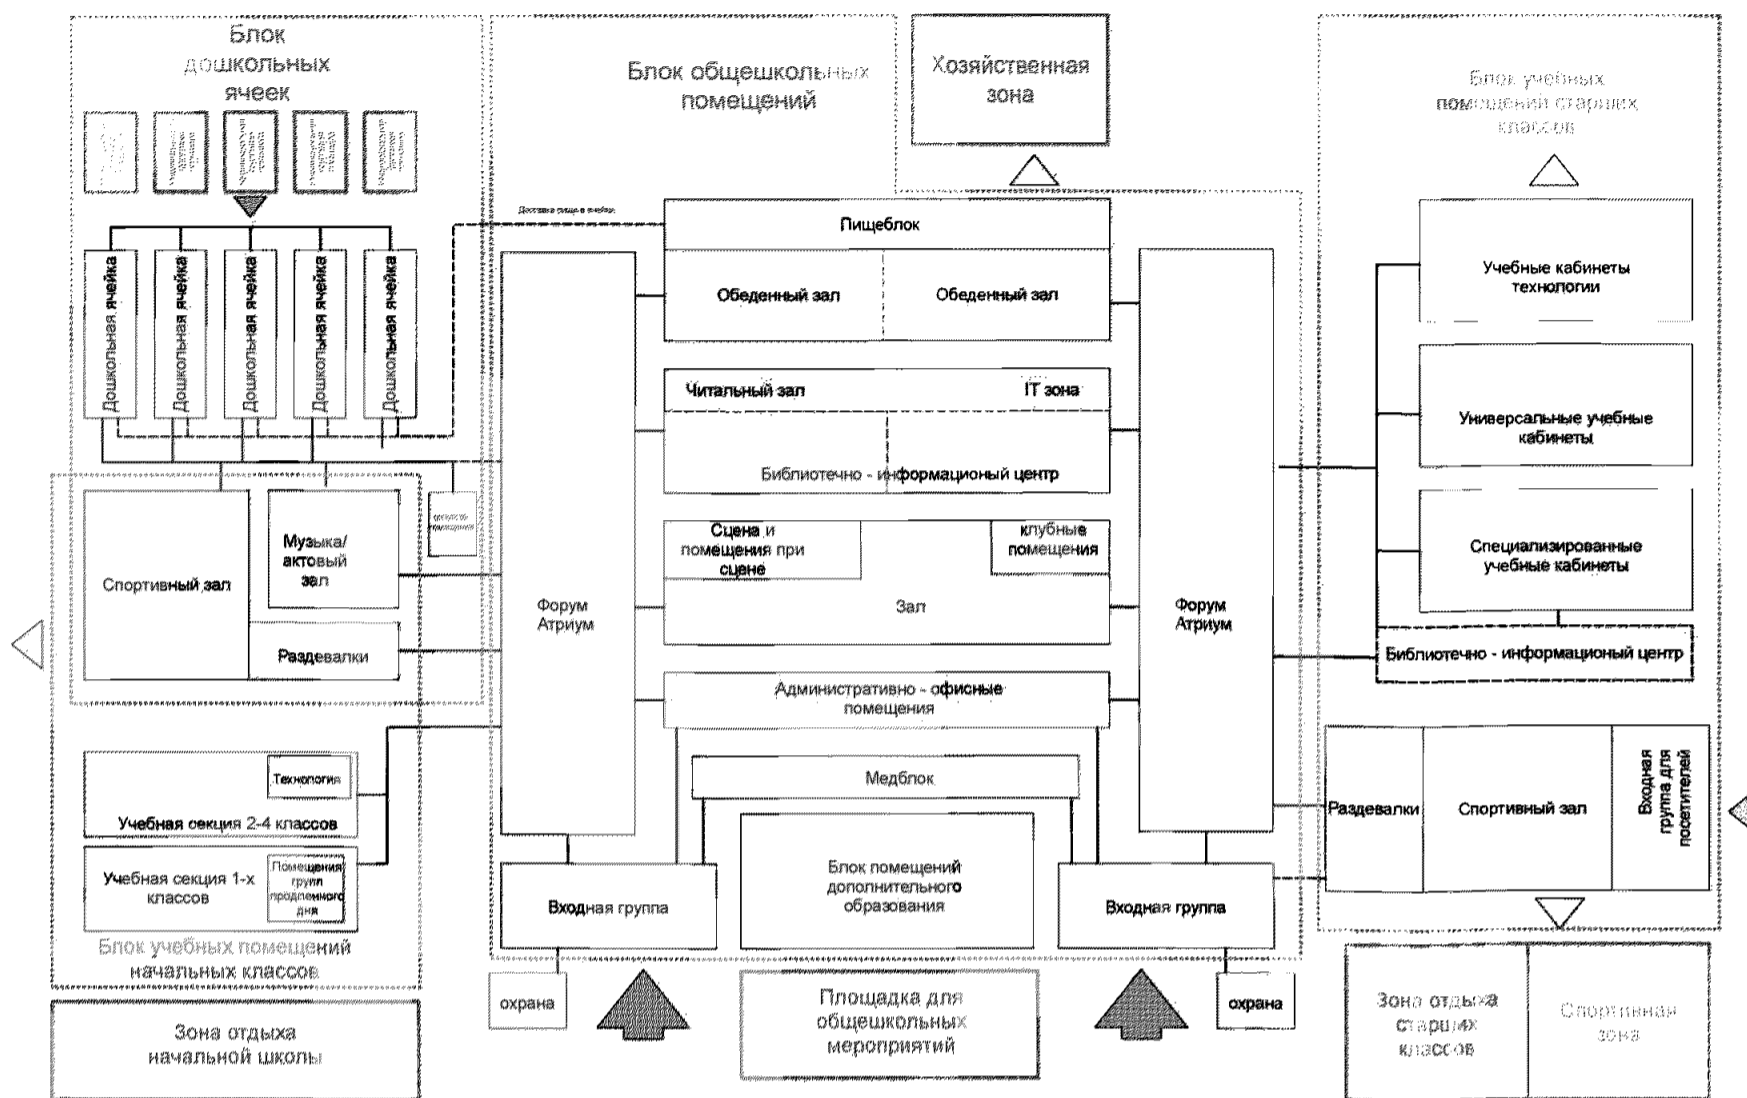 Блок
дошкольных
ячеек
Блок общешкольных
помещений
Хозяйственная
зона
Блок учебных
помещений старших
классов
Доставка пищи в ячейки
Дошкольная ячейка
Дошкольная ячейка
Дошкольная ячейка
Дошкольная ячейка
Дошкольная ячейка
Пищеблок
Обеденный зал
Обеденный зал
Читальный зал
IT зона
Библиотечно - информационый центр
Сцена и
помещения при
сцене
клубные
помещения
Зал
Форум
Атриум
Форум
Атриум
Административно - офисные
помещения
Медблок
Блок помещений
дополнительного
образования
Входная группа
Входная группа
охрана
охрана
Площадка для
общешкольных
мероприятий
Спортивный зал
Музыка/
актовый
зал
Раздевалки
Технология
Учебная секция 2-4 классов
Учебная секция 1-х
классов
Помещения
групп
продленного
дня
Блок учебных помещений
начальных классов
Зона отдыха
начальной школы
Учебные кабинеты
технологии
Универсальные учебные
кабинеты
Специализированные
учебные кабинеты
Библиотечно - информационый центр
Раздевалки
Спортивный зал
Входная
группа для
посетителей
Зона отдыха
старших
классов
Спортивная
зона